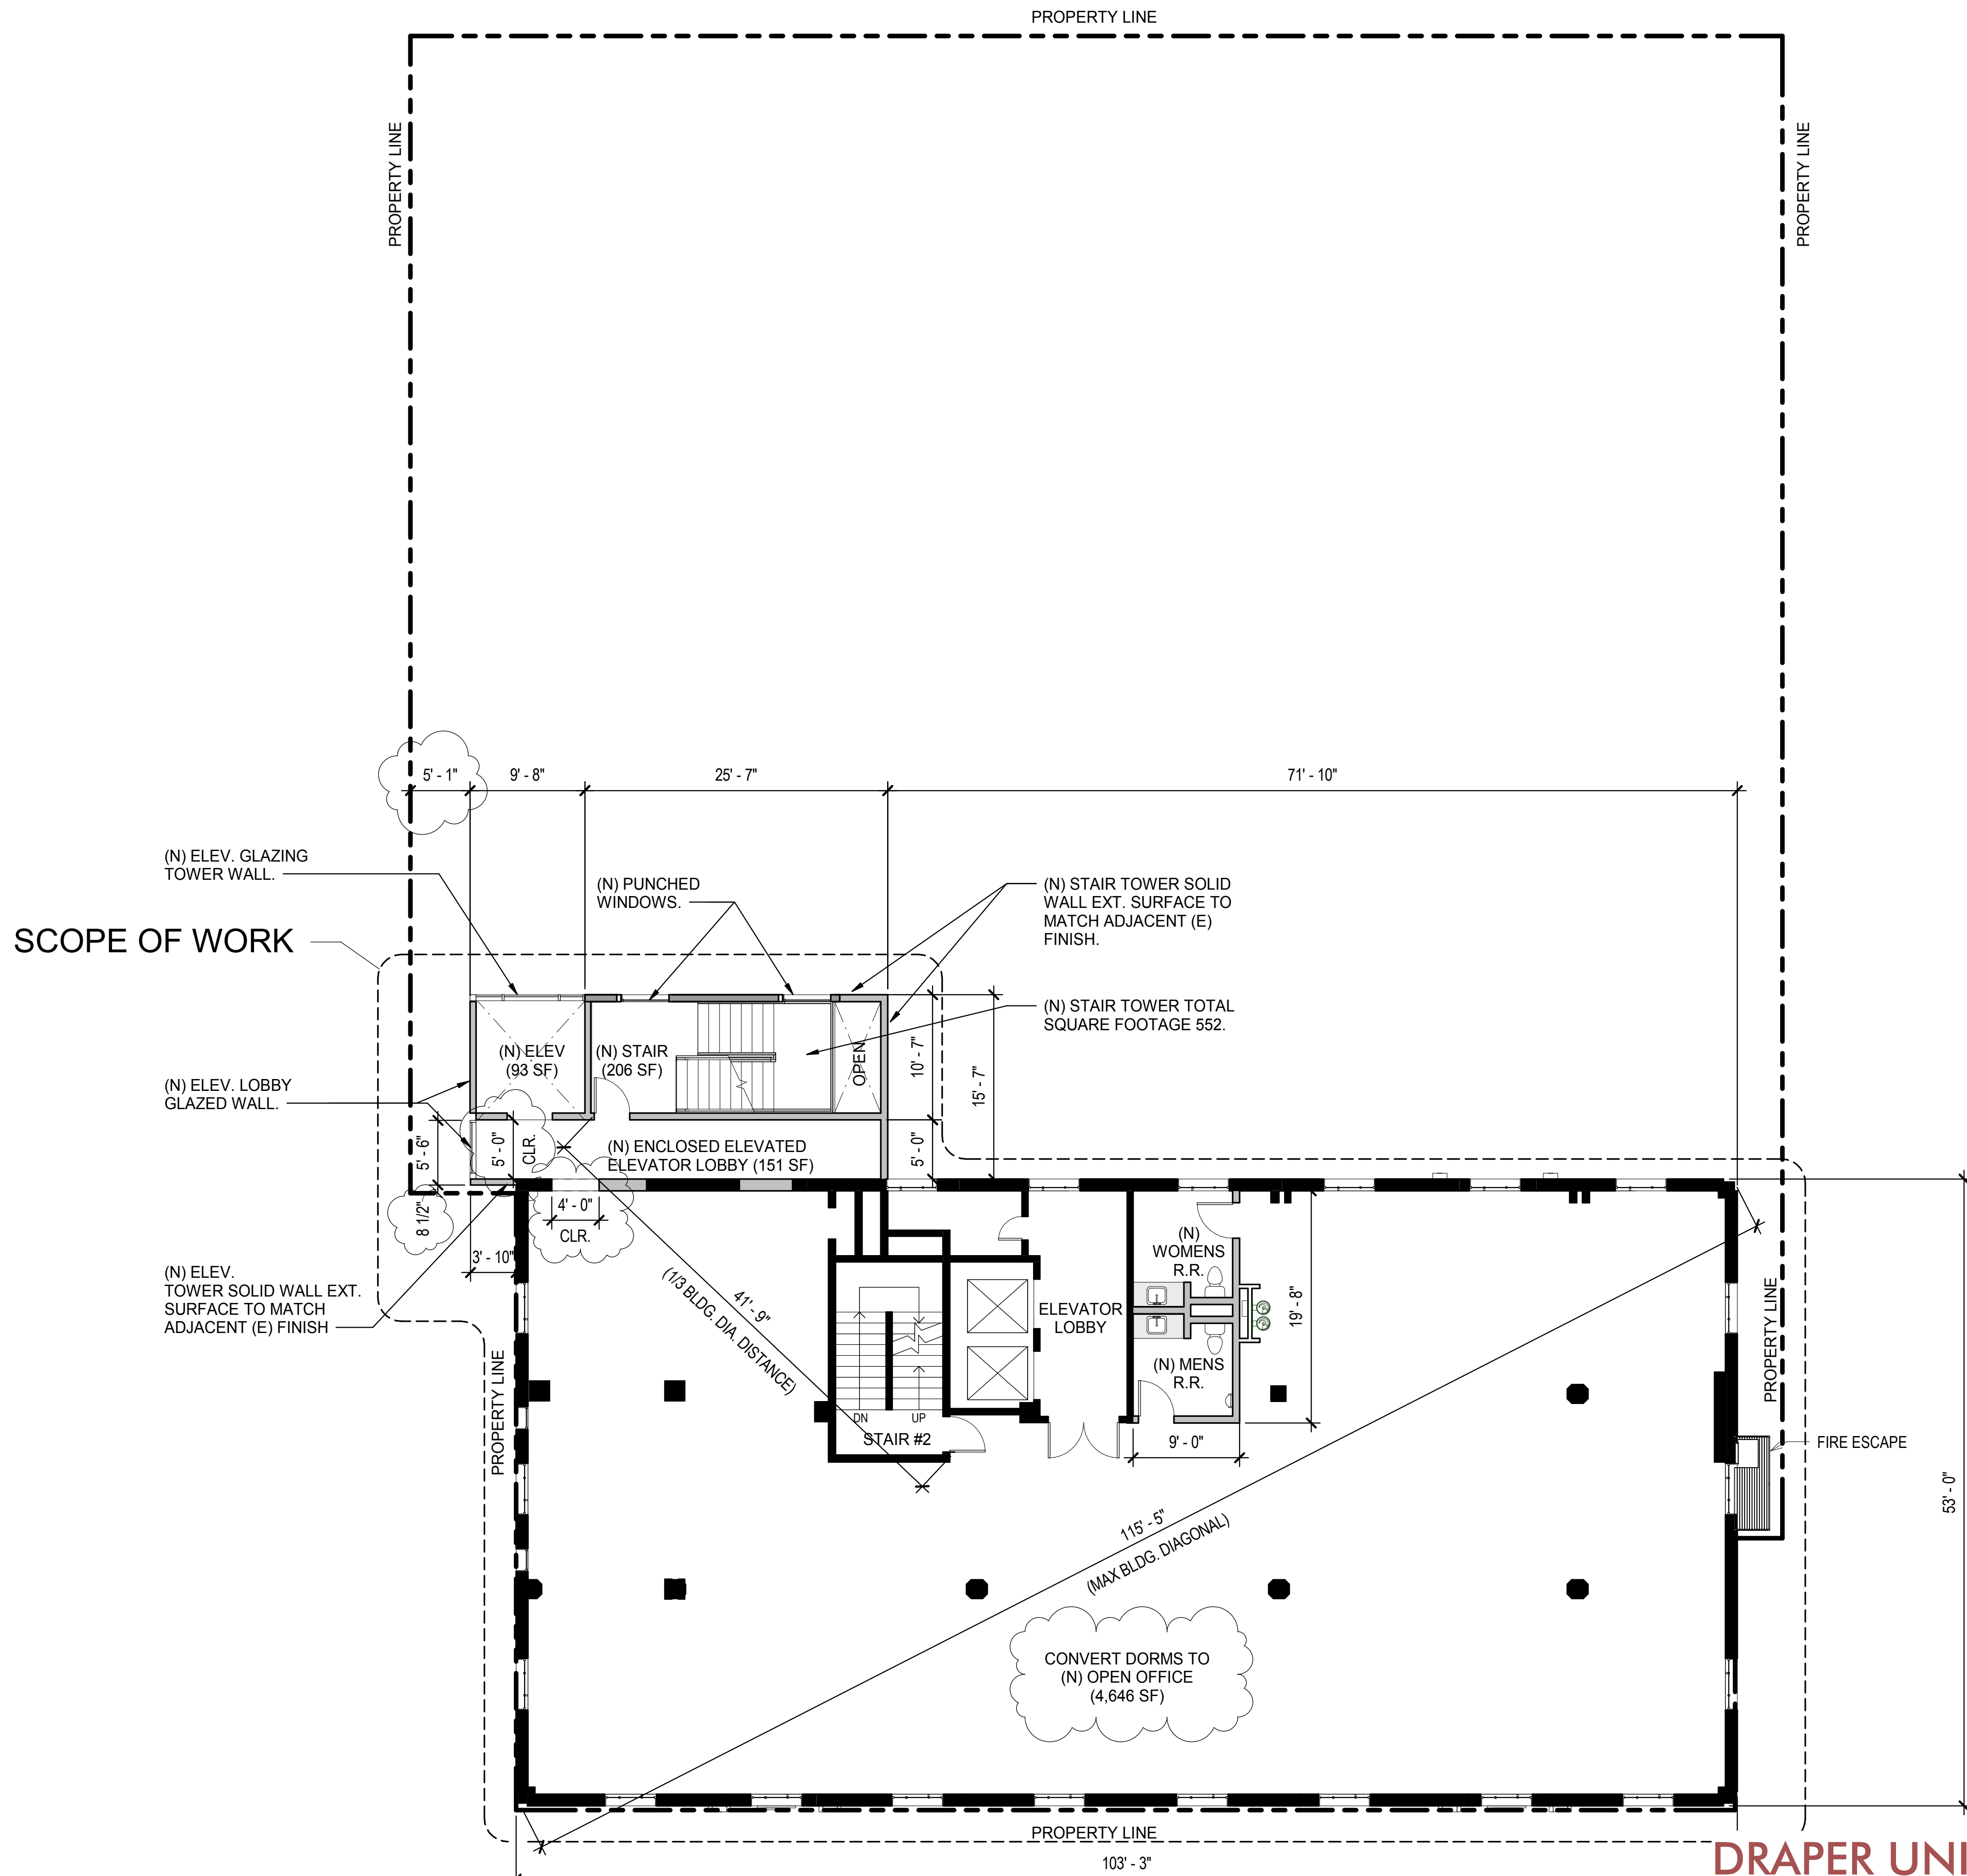 PROPERTY LINE
PROPERTY LINE
PROPERTY LINE
5' - 1"
9' - 8"
25' - 7"
71' - 10"
(N) ELEV. GLAZING
TOWER WALL.
(N) PUNCHED
WINDOWS.
(N) STAIR TOWER SOLID
WALL EXT. SURFACE TO
MATCH ADJACENT (E)
FINISH.
SCOPE OF WORK
(N) STAIR TOWER TOTAL
SQUARE FOOTAGE 552.
(N) ELEV
(93 SF)
(N) STAIR
(206 SF)
OPEN
10' - 7"
15' - 7"
(N) ELEV. LOBBY
GLAZED WALL.
5' - 6"
5' - 0"
CLR.
(N) ENCLOSED ELEVATED
ELEVATOR LOBBY (151 SF)
5' - 0"
8 1/2"
4' - 0"
CLR.
3' - 10"
(N) ELEV.
TOWER SOLID WALL EXT.
SURFACE TO MATCH
ADJACENT (E) FINISH
41' - 9"
(1/3 BLDG. DIA. DISTANCE)
(N)
WOMENS
R.R.
ELEVATOR
LOBBY
19' - 8"
(N) MENS
R.R.
PROPERTY LINE
PROPERTY LINE
DN
UP
STAIR #2
9' - 0"
FIRE ESCAPE
53' - 0"
115' - 5"
(MAX BLDG. DIAGONAL)
CONVERT DORMS TO
(N) OPEN OFFICE
(4,646 SF)
PROPERTY LINE
103' - 3"
DRAPER UNI